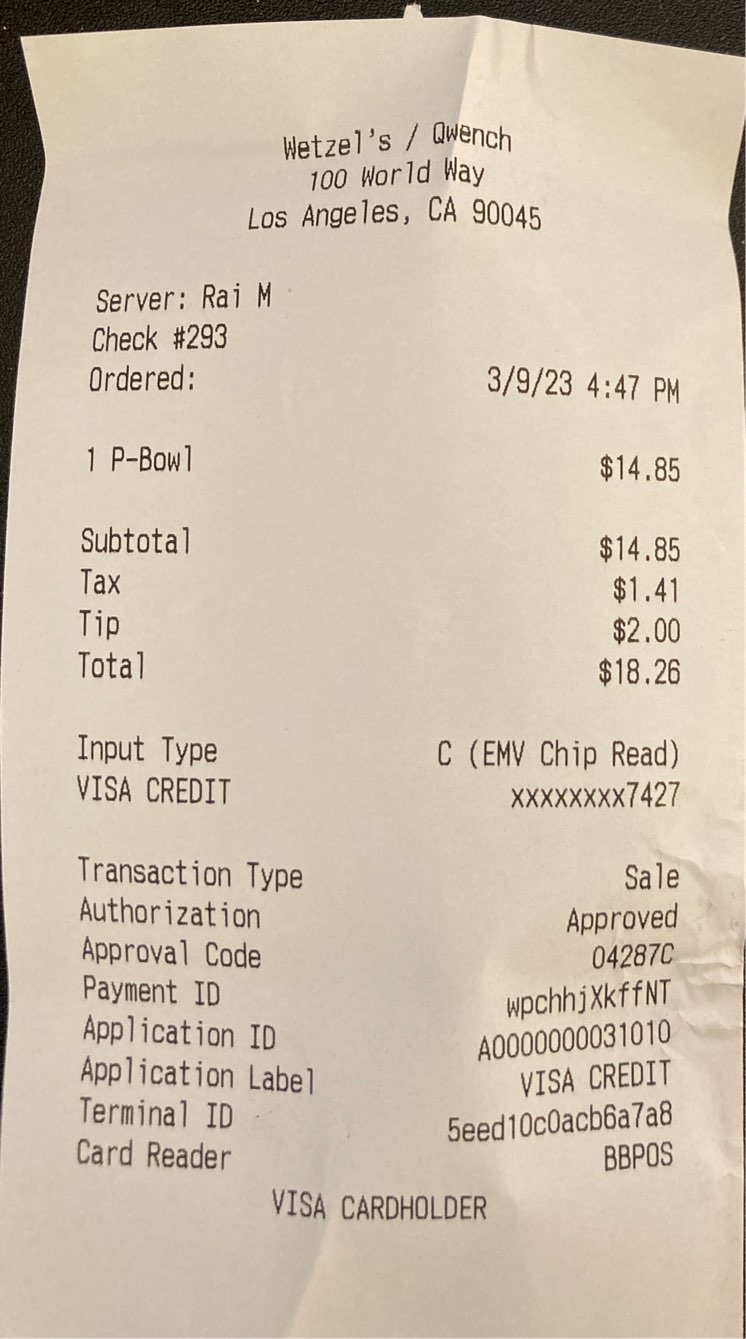 Wetzel's / Qwench
100 World Way
Los Angeles, CA 90045
Server: Rai M
Check #293
Ordered: 3/9/23 4:47 PM
1 P-Bowl $14.85
Subtotal $14.85
Tax $1.41
Tip $2.00
Total $18.26
Input Type C (EMV Chip Read)
VISA CREDIT xxxxxxxx7427
Transaction Type Sale
Authorization Approved
Approval Code 04287C
Payment ID wpchhjXkffNT
Application ID A0000000031010
Application Label VISA CREDIT
Terminal ID 5eed10c0acb6a7a8
Card Reader BBPOS
VISA CARDHOLDER